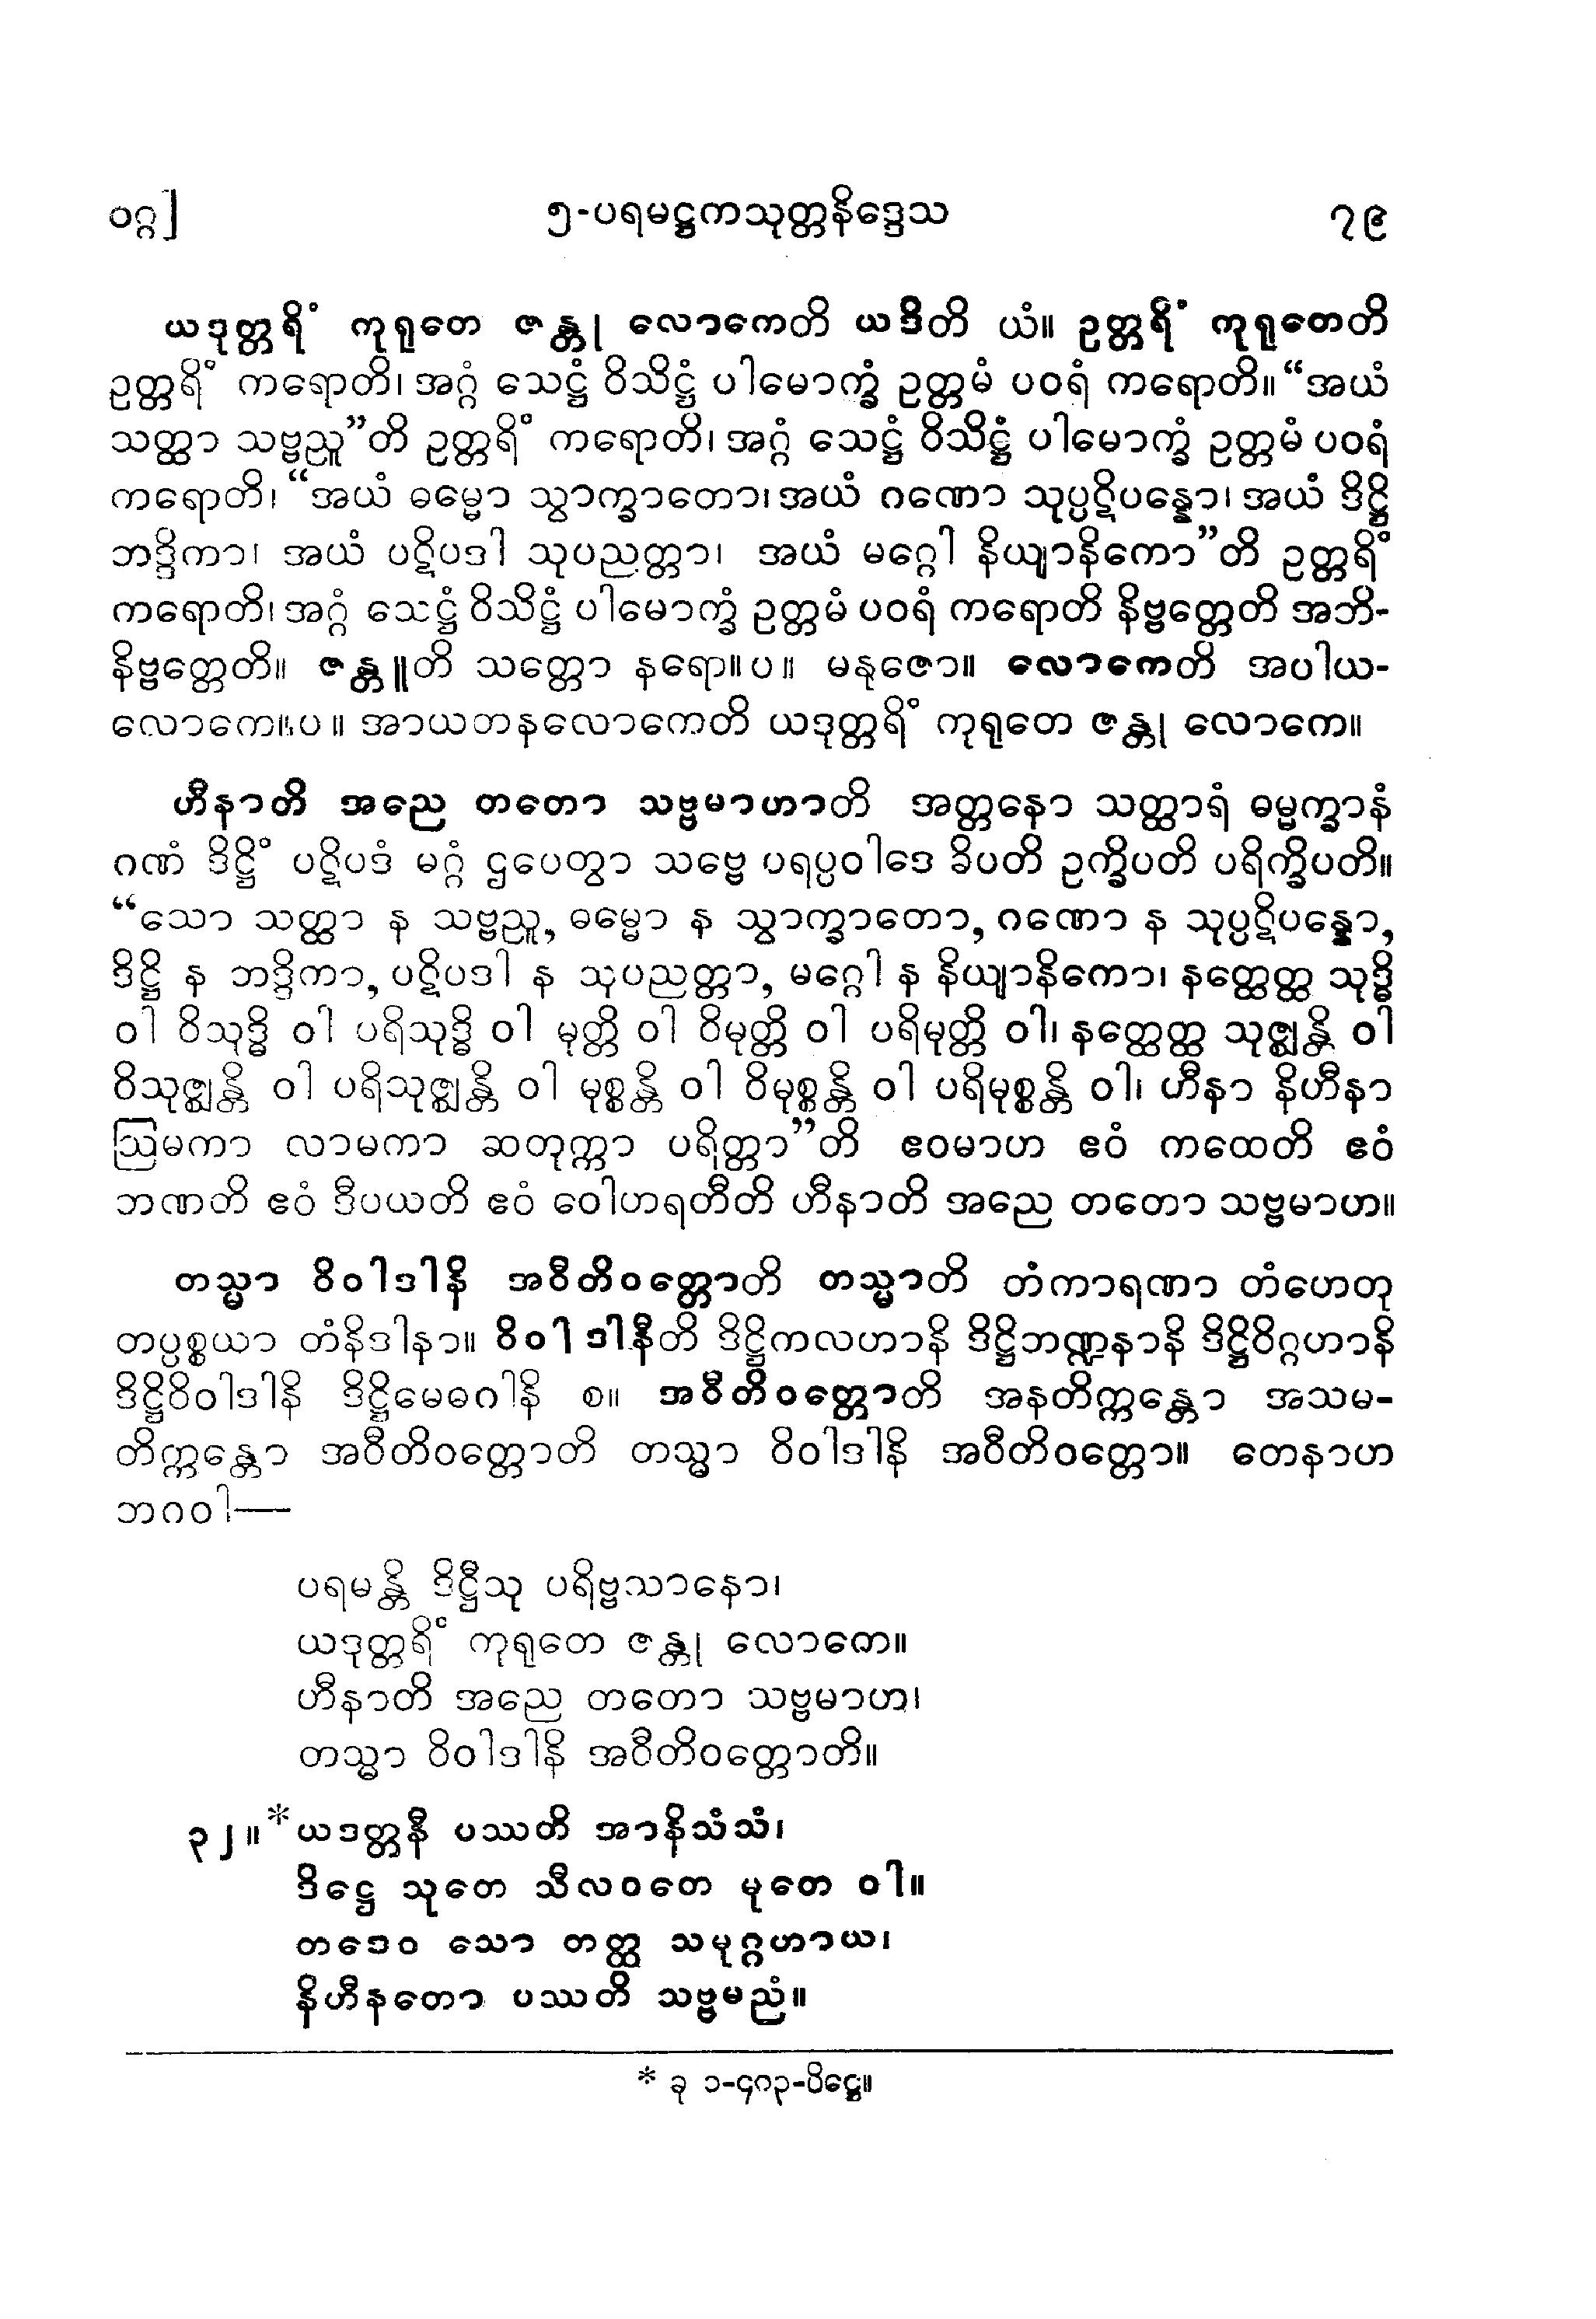 ဝဂ္ဂ] ၅-ပရမဋ္ဌကသုတ္တနိဒ္ဒေသ ၇၉
ယဒုတ္တရိံ ကုရုတေ ဇန္တု လောကေတိ ယဒိတိ ယံ။ ဥတ္တရိံ ကုရုတေတိ
ဥတ္တရိံ ကရောတိ၊ အဂ္ဂံ သေဋ္ဌံ ဝိသိဋ္ဌံ ပါမောက္ခံ ဥတ္တမံ ပဝရံ ကရောတိ။ “အယံ
သတ္ထာ သဗ္ဗညူ”တိ ဥတ္တရိံ ကရောတိ၊ အဂ္ဂံ သေဋ္ဌံ ဝိသိဋ္ဌံ ပါမောက္ခံ ဥတ္တမံ ပဝရံ
ကရောတိ၊ “အယံ ဓမ္မော သွာက္ခာတော၊ အယံ ဂဏော သုပ္ပဋိပန္နော၊ အယံ ဒိဋ္ဌိ
ဘဒ္ဒိကာ၊ အယံ ပဋိပဒါ သုပညတ္တာ၊ အယံ မဂ္ဂေါ နိယျာနိကော”တိ ဥတ္တရိံ
ကရောတိ၊ အဂ္ဂံ သေဋ္ဌံ ဝိသိဋ္ဌံ ပါမောက္ခံ ဥတ္တမံ ပဝရံ ကရောတိ နိဗ္ဗတ္တေတိ အဘိ-
နိဗ္ဗတ္တေတိ။ ဇန္တူတိ သတ္တော နရော။ပ။ မနုဇော။ လောကေတိ အပါယ-
လောကေ။ပ။ အာယတနလောကေတိ ယဒုတ္တရိံ ကုရုတေ ဇန္တု လောကေ။
ဟီနာတိ အညေ တတော သဗ္ဗမာဟာတိ အတ္တနော သတ္ထာရံ ဓမ္မက္ခာနံ
ဂဏံ ဒိဋ္ဌိံ ပဋိပဒံ မဂ္ဂံ ဌပေတွာ သဗ္ဗေ ပရပ္ပဝါဒေ ခိပတိ ဥက္ခိပတိ ပရိက္ခိပတိ။
“သော သတ္ထာ န သဗ္ဗညူ, ဓမ္မော န သွာက္ခာတော, ဂဏော န သုပ္ပဋိပန္နော,
ဒိဋ္ဌိ န ဘဒ္ဒိကာ, ပဋိပဒါ န သုပညတ္တာ, မဂ္ဂေါ န နိယျာနိကော၊ နတ္ထေတ္ထ သုဒ္ဓိ
ဝါ ဝိသုဒ္ဓိ ဝါ ပရိသုဒ္ဓိ ဝါ မုတ္တိ ဝါ ဝိမုတ္တိ ဝါ ပရိမုတ္တိ ဝါ၊ နတ္ထေတ္ထ သုဇ္ဈန္တိ ဝါ
ဝိသုဇ္ဈန္တိ ဝါ ပရိသုဇ္ဈန္တိ ဝါ မုစ္စန္တိ ဝါ ဝိမုစ္စန္တိ ဝါ ပရိမုစ္စန္တိ ဝါ၊ ဟီနာ နိဟီနာ
ဩမကာ လာမကာ ဆတုက္ကာ ပရိတ္တာ”တိ ဧဝမာဟ ဧဝံ ကထေတိ ဧဝံ
ဘဏတိ ဧဝံ ဒီပယတိ ဧဝံ ဝေါဟရတီတိ ဟီနာတိ အညေ တတော သဗ္ဗမာဟ။
တသ္မာ ဝိဝါဒါနိ အဝီတိဝတ္တောတိ တသ္မာတိ တံကာရဏာ တံဟေတု
တပ္ပစ္စယာ တံနိဒါနာ။ ဝိဝါဒါနီတိ ဒိဋ္ဌိကလဟာနိ ဒိဋ္ဌိဘဏ္ဍနာနိ ဒိဋ္ဌိဝိဂ္ဂဟာနိ
ဒိဋ္ဌိဝိဝါဒါနိ ဒိဋ္ဌိမေဓဂါနိ စ။ အဝီတိဝတ္တောတိ အနတိက္ကန္တော အသမ-
တိက္ကန္တော အဝီတိဝတ္တောတိ တသ္မာ ဝိဝါဒါနိ အဝီတိဝတ္တော။ တေနာဟ
ဘဂဝါ—
ပရမန္တိ ဒိဋ္ဌီသု ပရိဗ္ဗသာနော၊
ယဒုတ္တရိံ ကုရုတေ ဇန္တု လောကေ။
ဟီနာတိ အညေ တတော သဗ္ဗမာဟ၊
တသ္မာ ဝိဝါဒါနိ အဝီတိဝတ္တောတိ။
၃၂။ *ယဒတ္တနီ ပဿတိ အာနိသံသံ၊
ဒိဋ္ဌေ သုတေ သီလဝတေ မုတေ ဝါ။
တဒေဝ သော တတ္ထ သမုဂ္ဂဟာယ၊
နိဟီနတော ပဿတိ သဗ္ဗမညံ။
* ခု ၁-၄၀၃-ပိဋ္ဌေ။